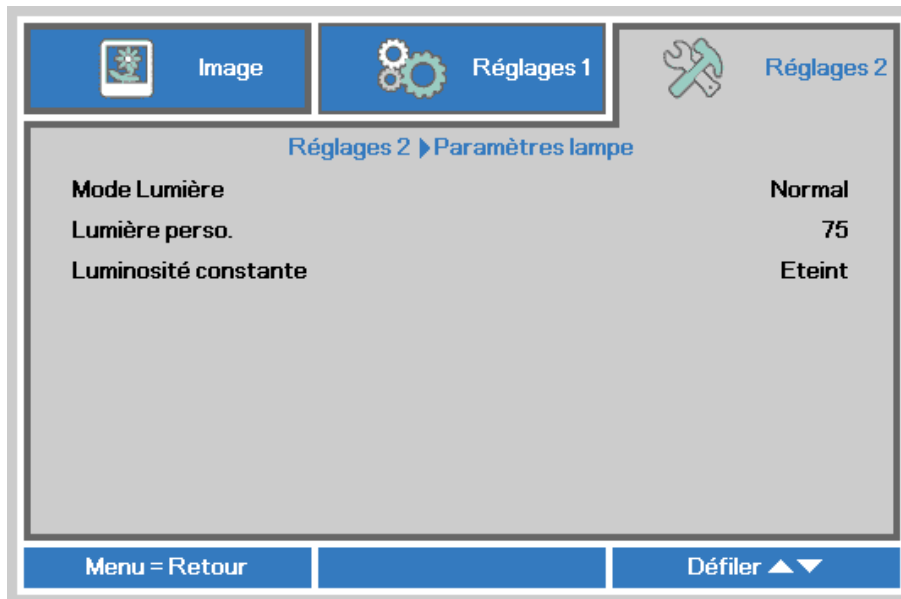 Image
Réglages 1
Réglages 2
Réglages 2 ▶ Paramètres lampe
Mode Lumière Normal
Lumière perso. 75
Luminosité constante Eteint
Menu = Retour
Défiler ▲▼